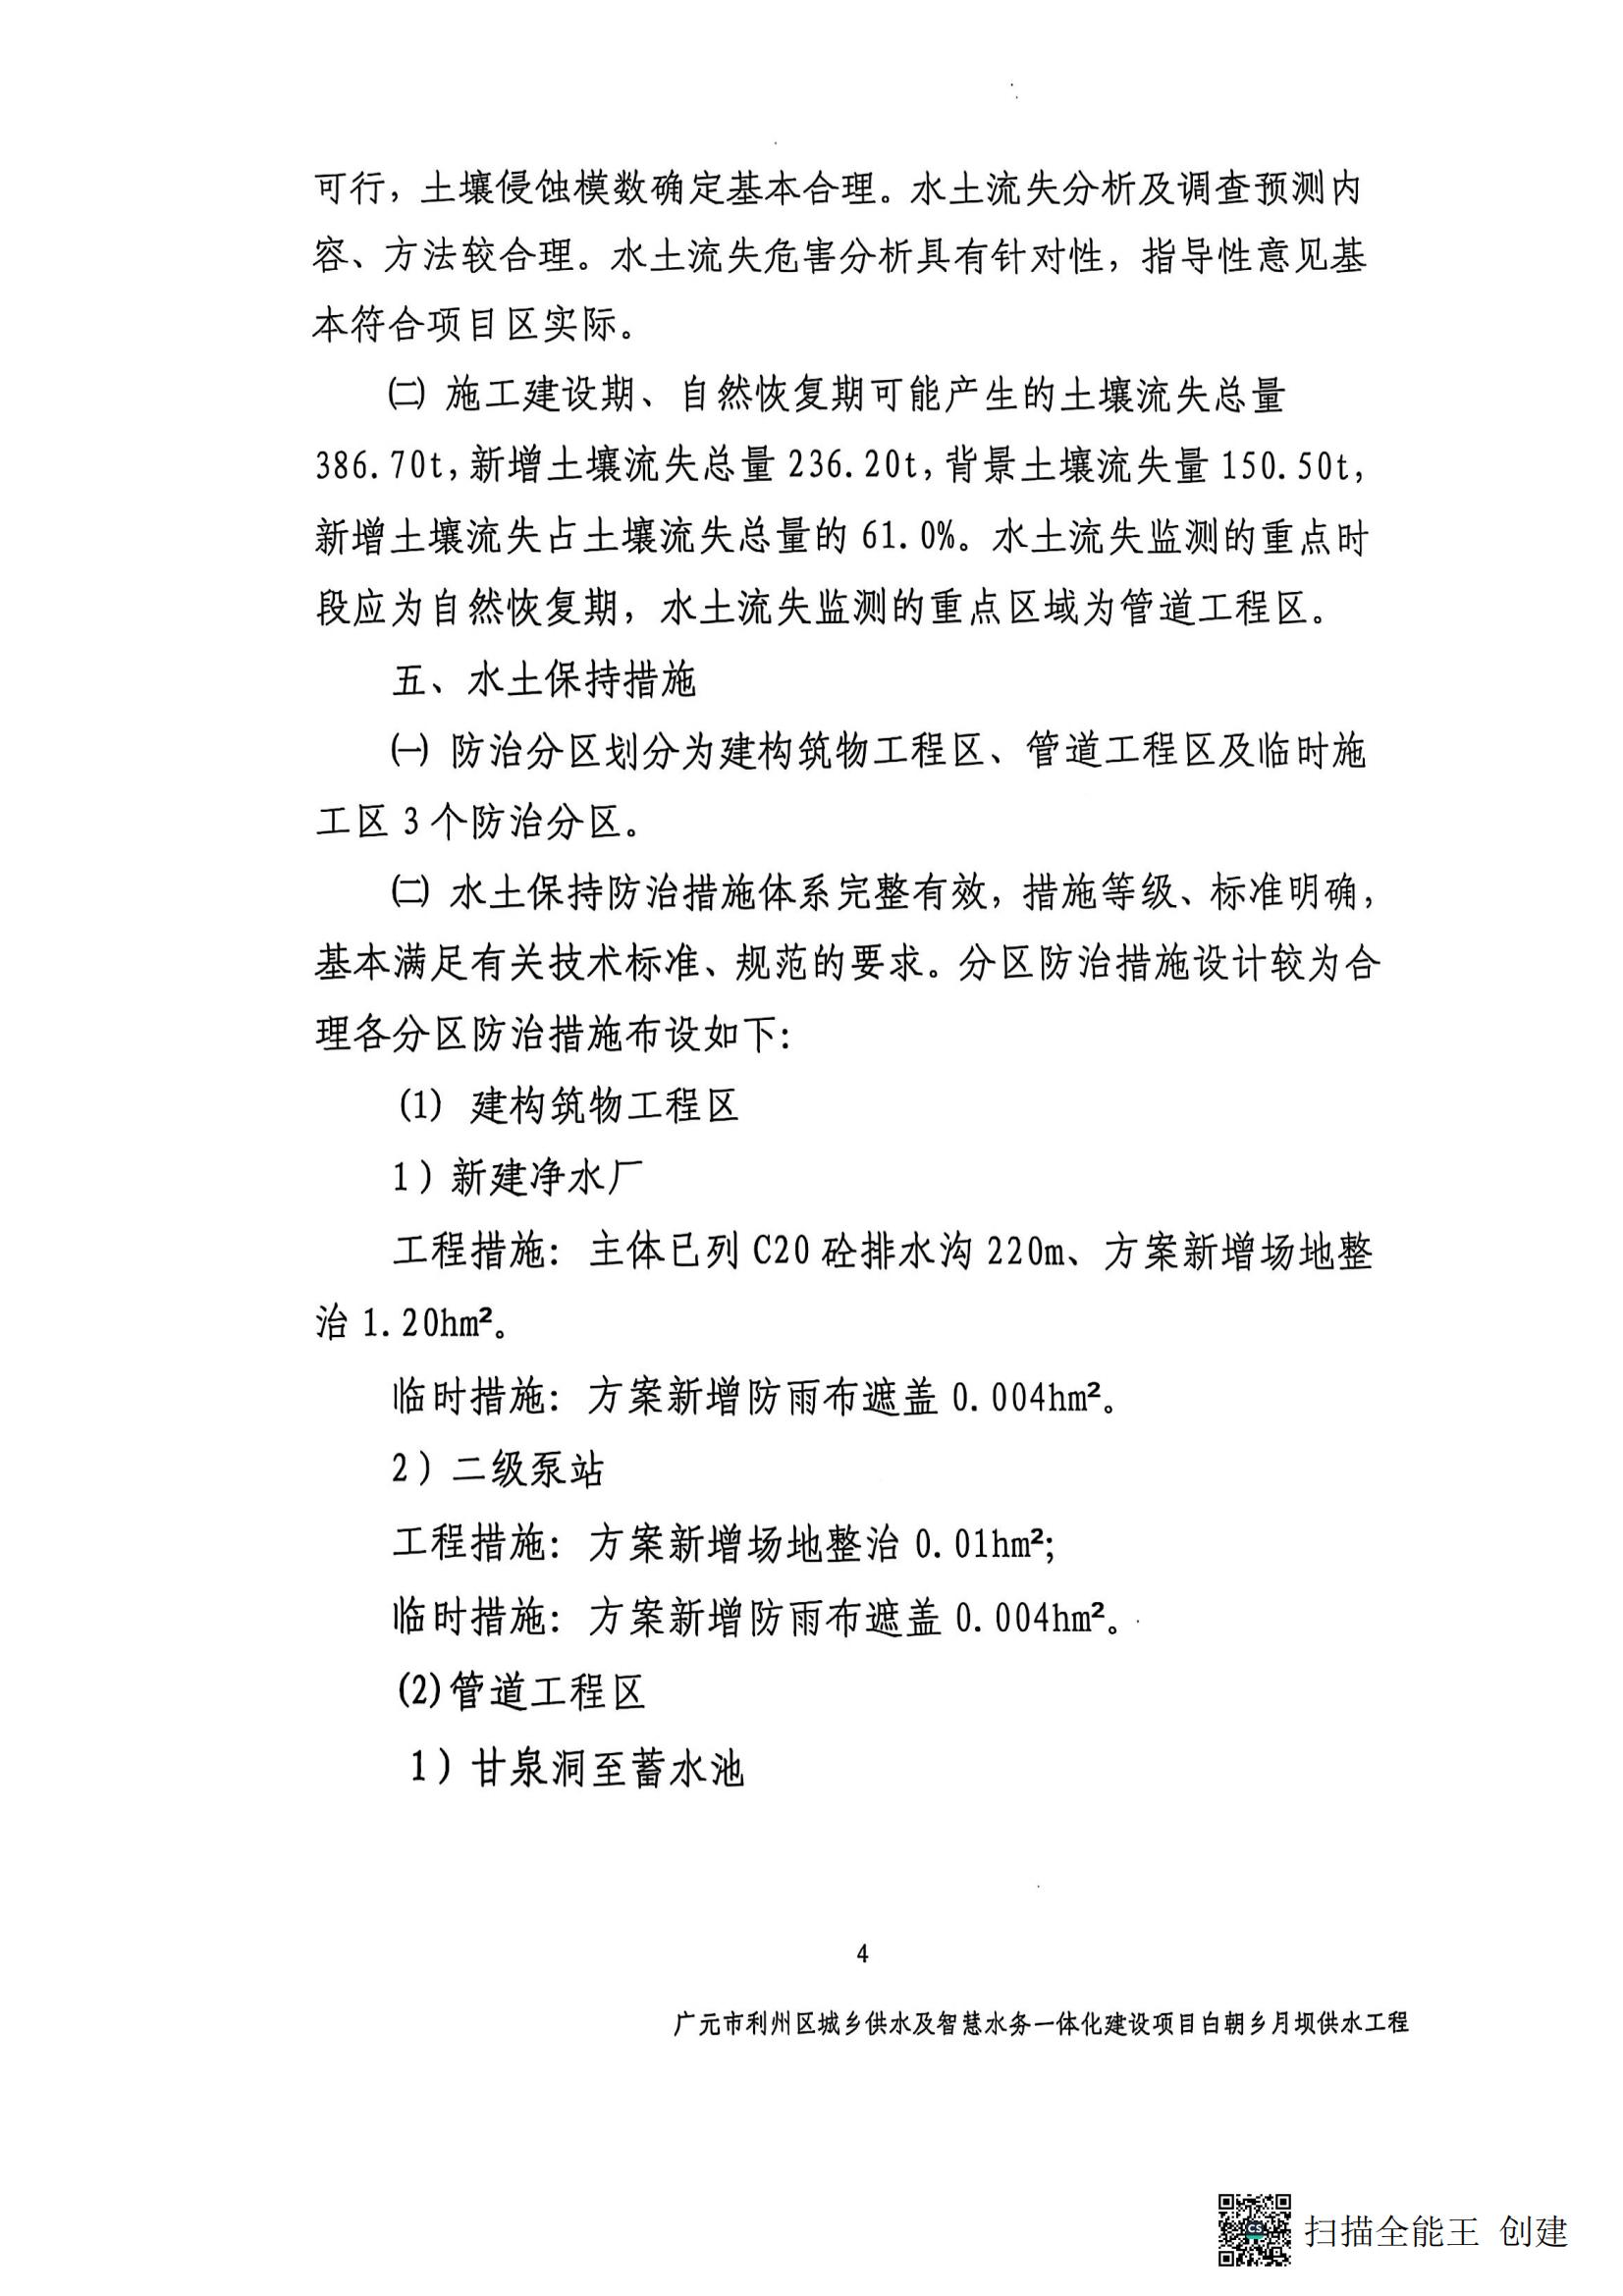 可行，土壤侵蚀模数确定基本合理。水土流失分析及调查预测内
容、方法较合理。水土流失危害分析具有针对性，指导性意见基
本符合项目区实际。
㈡ 施工建设期、自然恢复期可能产生的土壤流失总量
386.70t,新增土壤流失总量 236.20t,背景土壤流失量 150.50t,
新增土壤流失占土壤流失总量的 61.0%。水土流失监测的重点时
段应为自然恢复期，水土流失监测的重点区域为管道工程区。
五、水土保持措施
㈠ 防治分区划分为建构筑物工程区、管道工程区及临时施
工区 3 个防治分区。
㈡ 水土保持防治措施体系完整有效，措施等级、标准明确，
基本满足有关技术标准、规范的要求。分区防治措施设计较为合
理各分区防治措施布设如下：
(1) 建构筑物工程区
1）新建净水厂
工程措施：主体已列 C20 砼排水沟 220m、方案新增场地整
治 1.20hm²。
临时措施：方案新增防雨布遮盖 0.004hm²。
2）二级泵站
工程措施：方案新增场地整治 0.01hm²;
临时措施：方案新增防雨布遮盖 0.004hm²。
(2)管道工程区
1）甘泉洞至蓄水池
4
广元市利州区城乡供水及智慧水务一体化建设项目白朝乡月坝供水工程
CS
扫描全能王 创建